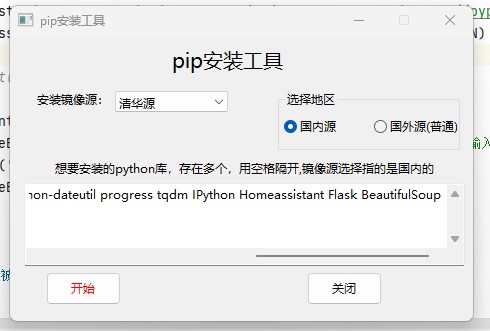 pip安装工具
pip安装工具
安装镜像源：
清华源
选择地区
国内源
国外源(普通)
想要安装的python库，存在多个，用空格隔开,镜像源选择指的是国内的
non-dateutil progress tqdm IPython Homeassistant Flask BeautifulSoup
开始
关闭